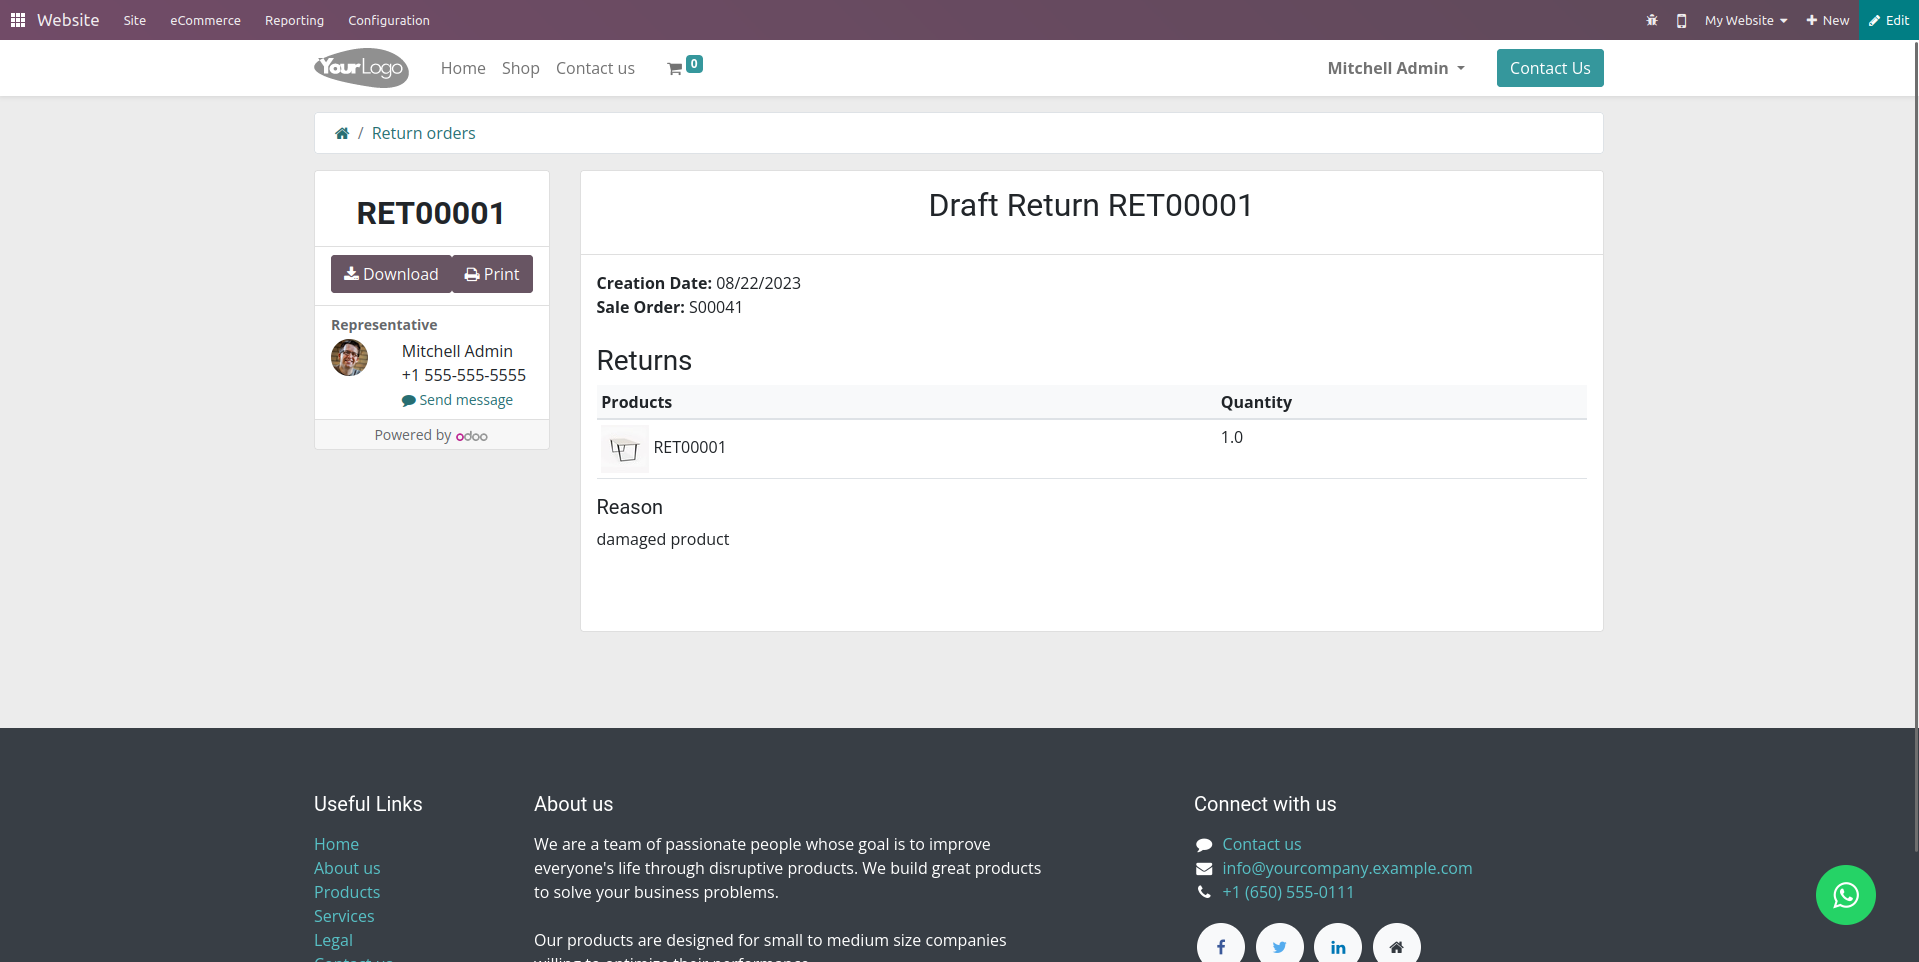 Website Site eCommerce Reporting Configuration My Website New Edit
YourLogo Home Shop Contact us 0 Mitchell Admin Contact Us
/ Return orders
RET00001
Download Print
Representative
Mitchell Admin
+1 555-555-5555
Send message
Powered by odoo
Draft Return RET00001
Creation Date: 08/22/2023
Sale Order: S00041
Returns
Products Quantity
RET00001 1.0
Reason
damaged product
Useful Links
Home
About us
Products
Services
Legal
About us
We are a team of passionate people whose goal is to improve
everyone's life through disruptive products. We build great products
to solve your business problems.
Our products are designed for small to medium size companies
Connect with us
Contact us
info@yourcompany.example.com
+1 (650) 555-0111